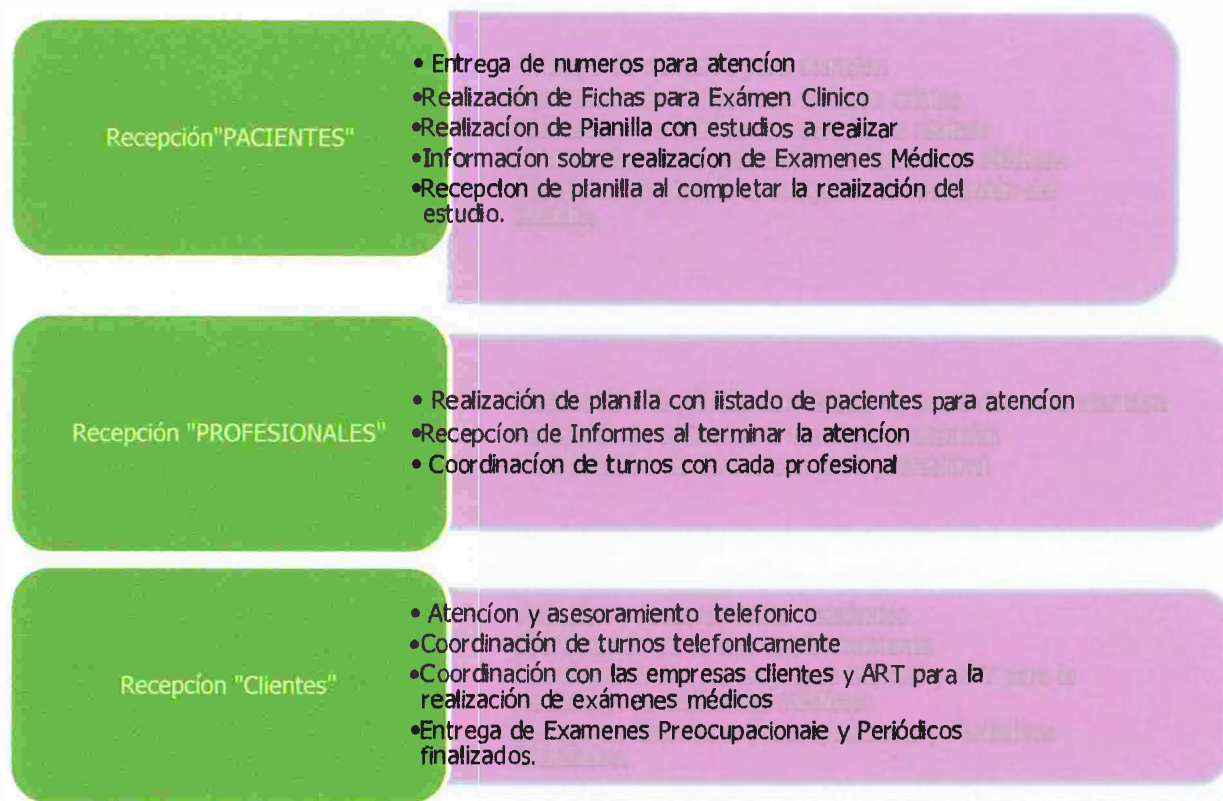 Recepción"PACIENTES"
• Entrega de numeros para atencíon
•Realización de Fichas para Exámen Clinico
•Realizacíon de Pianilla con estudios a reaiizar
•Informacíon sobre realizacíon de Examenes Médicos
•Recepcion de planilla al completar la reaiización del
estudio.
Recepción "PROFESIONALES"
• Realización de planilla con iistado de pacientes para atencíon
•Recepcíon de Informes al terminar la atencíon
• Coordinacíon de turnos con cada profesional
Recepcíon "Clientes"
• Atencíon y asesoramiento telefonico
•Coordinación de turnos telefonicamente
•Coordinación con las empresas clientes y ART para la
realización de exámenes médicos
•Entrega de Examenes Preocupacionaie y Periódicos
finalizados.